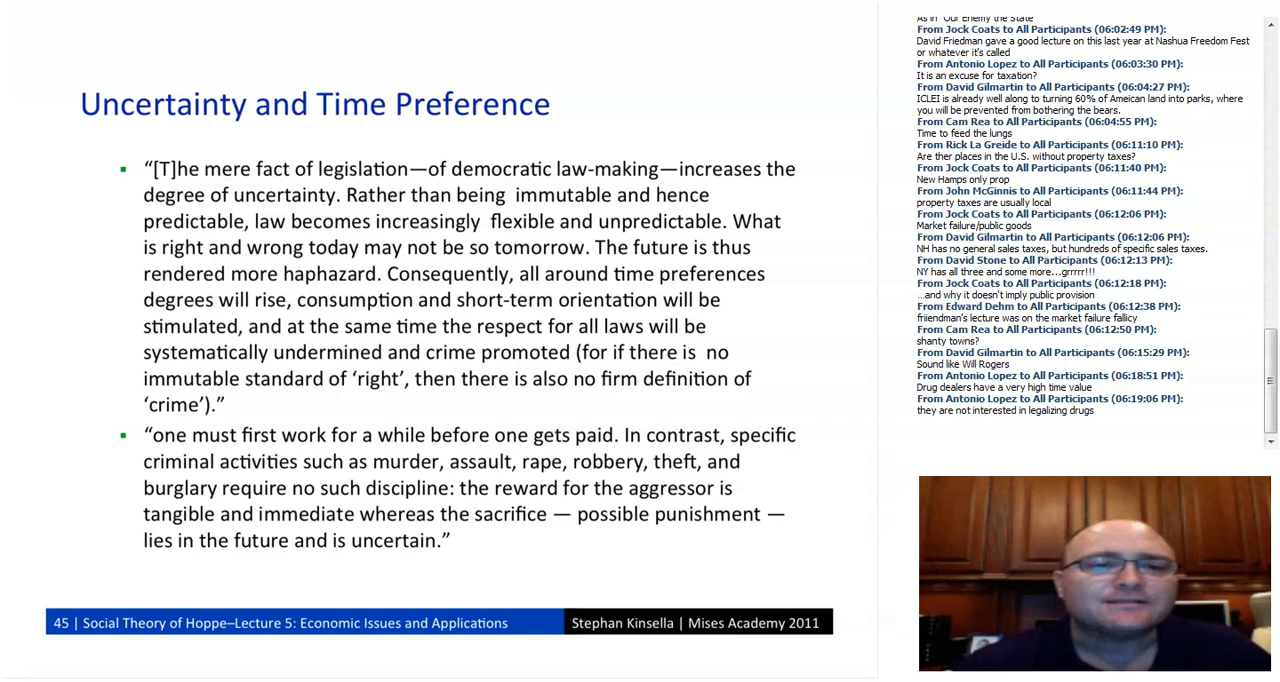 Uncertainty and Time Preference
“[T]he mere fact of legislation—of democratic law-making—increases the
degree of uncertainty. Rather than being immutable and hence
predictable, law becomes increasingly flexible and unpredictable. What
is right and wrong today may not be so tomorrow. The future is thus
rendered more haphazard. Consequently, all around time preferences
degrees will rise, consumption and short-term orientation will be
stimulated, and at the same time the respect for all laws will be
systematically undermined and crime promoted (for if there is no
immutable standard of ‘right’, then there is also no firm definition of
‘crime’).”
“one must first work for a while before one gets paid. In contrast, specific
criminal activities such as murder, assault, rape, robbery, theft, and
burglary require no such discipline: the reward for the aggressor is
tangible and immediate whereas the sacrifice — possible punishment —
lies in the future and is uncertain.”
45 | Social Theory of Hoppe–Lecture 5: Economic Issues and Applications
Stephan Kinsella | Mises Academy 2011
As in "Our Enemy the State"
From Jock Coats to All Participants (06:02:49 PM):
David Friedman gave a good lecture on this last year at Nashua Freedom Fest
or whatever it's called
From Antonio Lopez to All Participants (06:03:30 PM):
It is an excuse for taxation?
From David Gilmartin to All Participants (06:04:27 PM):
ICLEI is already well along to turning 60% of Ameican land into parks, where
you will be prevented from bothering the bears.
From Cam Rea to All Participants (06:04:55 PM):
Time to feed the lungs
From Rick La Greide to All Participants (06:11:10 PM):
Are ther places in the U.S. without property taxes?
From Jock Coats to All Participants (06:11:40 PM):
New Hamps only prop
From John McGinnis to All Participants (06:11:44 PM):
property taxes are usually local
From Jock Coats to All Participants (06:12:06 PM):
Market failure/public goods
From David Gilmartin to All Participants (06:12:06 PM):
NH has no general sales taxes, but hundreds of specific sales taxes.
From David Stone to All Participants (06:12:13 PM):
NY has all three and some more...grrrrr!!!
From Jock Coats to All Participants (06:12:18 PM):
...and why it doesn't imply public provision
From Edward Dehm to All Participants (06:12:38 PM):
friiendman's lecture was on the market failure fallicy
From Cam Rea to All Participants (06:12:50 PM):
shanty towns?
From David Gilmartin to All Participants (06:15:29 PM):
Sound like Will Rogers
From Antonio Lopez to All Participants (06:18:51 PM):
Drug dealers have a very high time value
From Antonio Lopez to All Participants (06:19:06 PM):
they are not interested in legalizing drugs